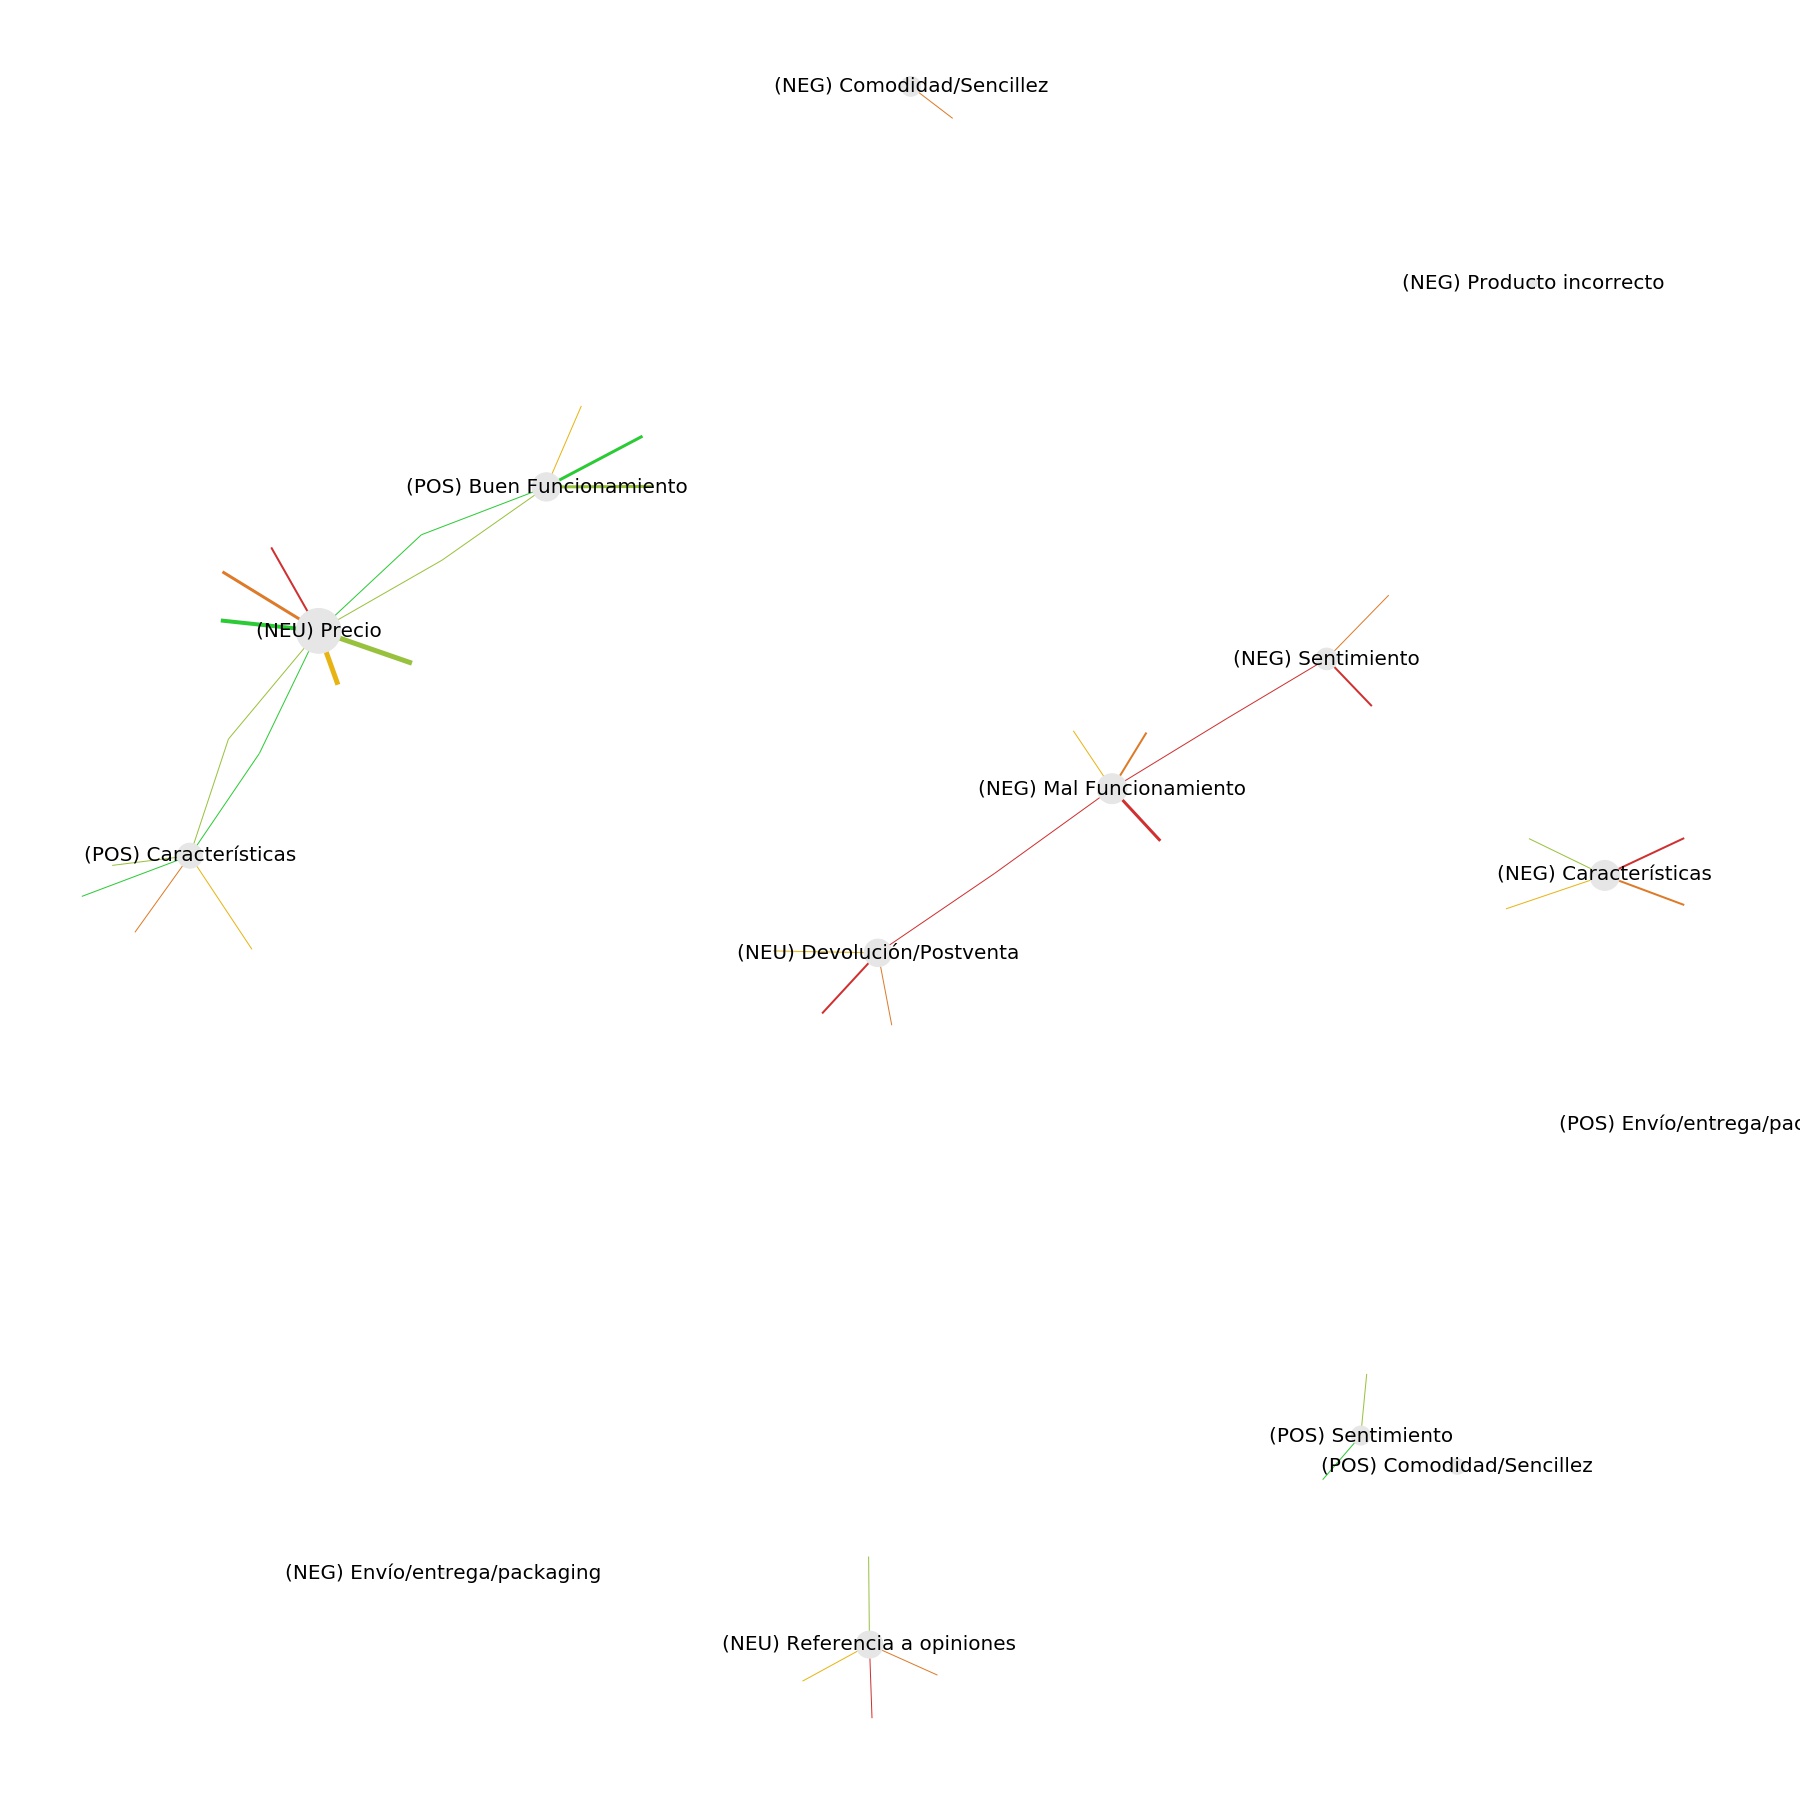 (NEG) Comodidad/Sencillez
(NEG) Producto incorrecto
(POS) Buen Funcionamiento
(NEU) Precio
(NEG) Sentimiento
(NEG) Mal Funcionamiento
(POS) Características
(NEG) Características
(NEU) Devolución/Postventa
(POS) Envío/entrega/pac
(POS) Sentimiento
(POS) Comodidad/Sencillez
(NEG) Envío/entrega/packaging
(NEU) Referencia a opiniones